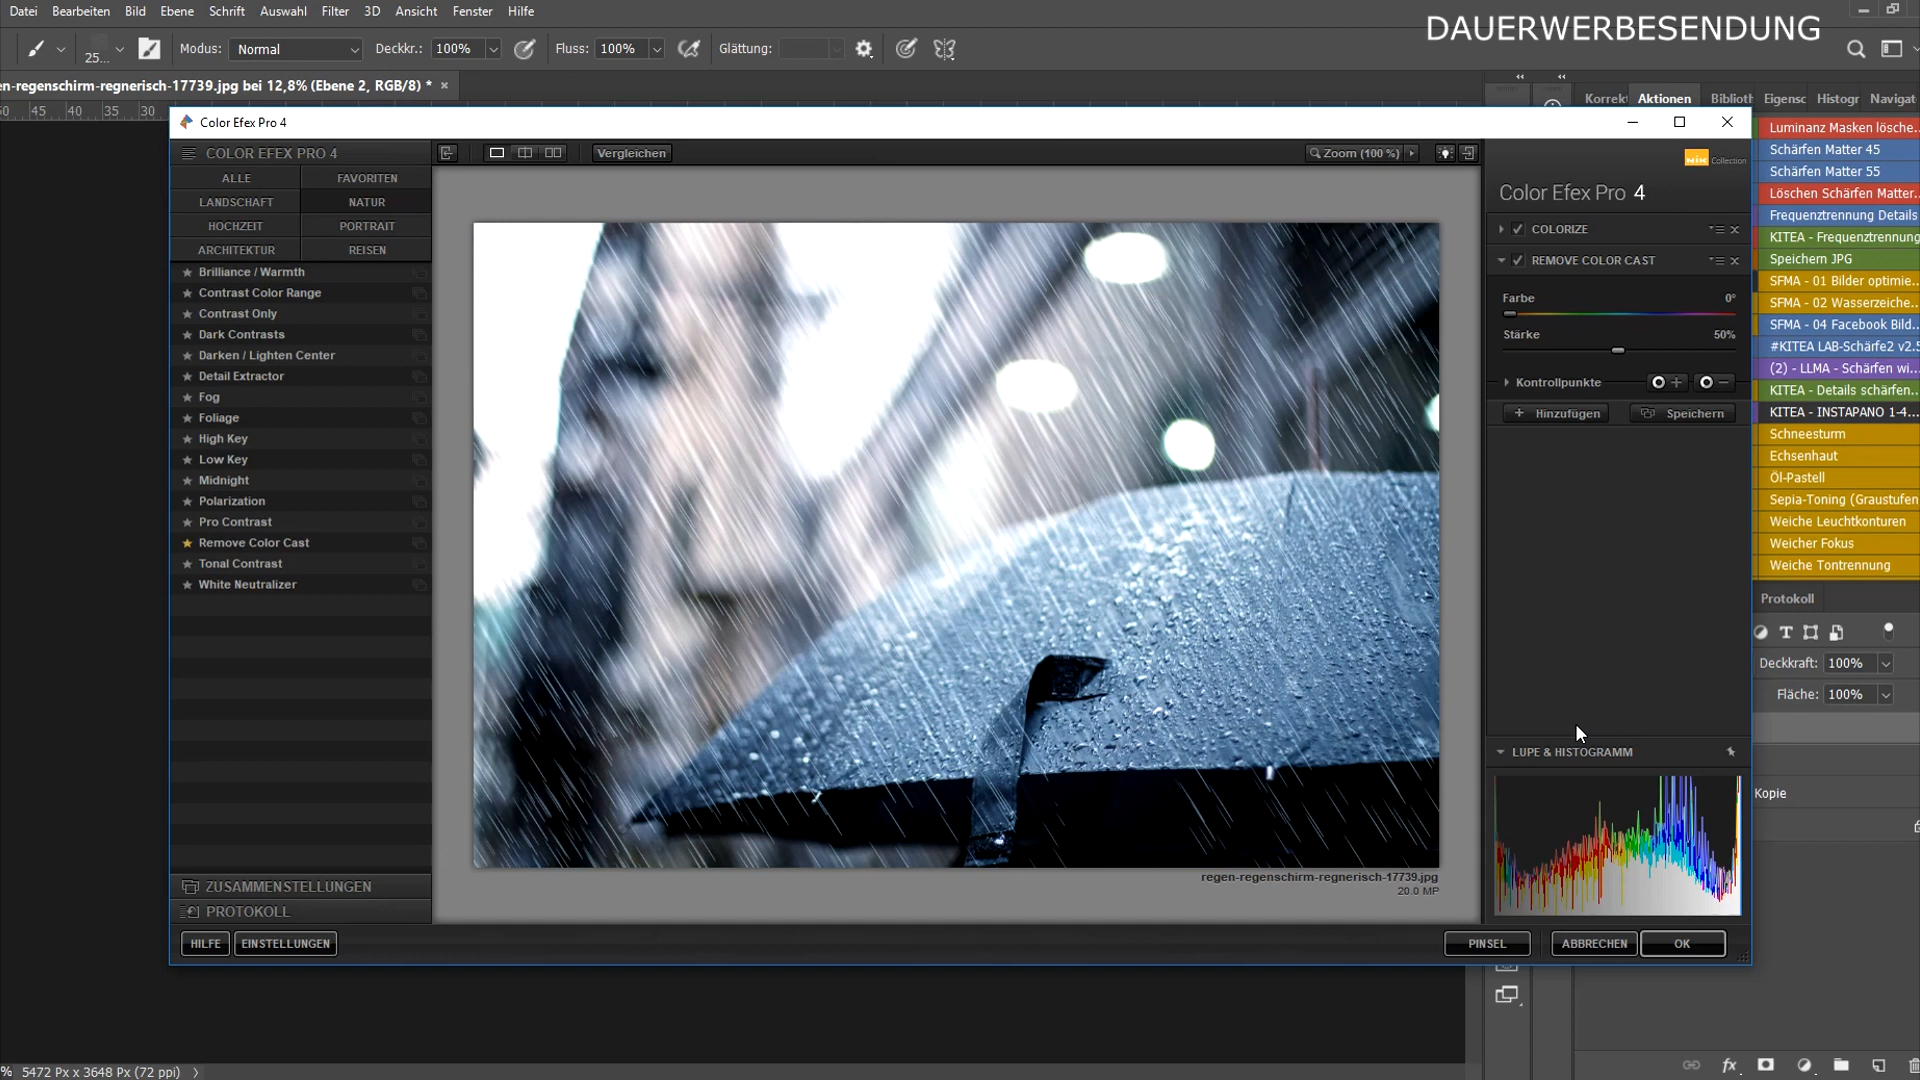 Datei Bearbeiten Bild Ebene Schrift Auswahl Filter 3D Ansicht Fenster Hilfe
DAUERWERBESENDUNG
25... Modus: Normal Deckkr.: 100% Fluss: 100% Glättung:
en-regenschirm-regnerisch-17739.jpg bei 12,8% (Ebene 2, RGB/8) *
45 40 35 30
Korrekt Aktionen Biblioth Eigensc Histogr Navigat
Color Efex Pro 4
COLOR EFEX PRO 4
Vergleichen
Zoom (100 %)
ALLE FAVORITEN
LANDSCHAFT NATUR
HOCHZEIT PORTRAIT
ARCHITEKTUR REISEN
Brilliance / Warmth
Contrast Color Range
Contrast Only
Dark Contrasts
Darken / Lighten Center
Detail Extractor
Fog
Foliage
High Key
Low Key
Midnight
Polarization
Pro Contrast
Remove Color Cast
Tonal Contrast
White Neutralizer
ZUSAMMENSTELLUNGEN
PROTOKOLL
HILFE EINSTELLUNGEN
regen-regenschirm-regnerisch-17739.jpg
20.0 MP
Nik Collection
Color Efex Pro 4
COLORIZE
REMOVE COLOR CAST
Farbe 0°
Stärke 50%
Kontrollpunkte
Hinzufügen Speichern
LUPE & HISTOGRAMM
PINSEL ABBRECHEN OK
Luminanz Masken lösche...
Schärfen Matter 45
Schärfen Matter 55
Löschen Schärfen Matter...
Frequenztrennung Details
KITEA - Frequenztrennung
Speichern JPG
SFMA - 01 Bilder optimie...
SFMA - 02 Wasserzeiche...
SFMA - 04 Facebook Bild...
#KITEA LAB-Schärfe2 v2.5
(2) - LLMA - Schärfen wi...
KITEA - Details schärfen...
KITEA - INSTAPANO 1-4...
Schneesturm
Echsenhaut
Öl-Pastell
Sepia-Toning (Graustufen
Weiche Leuchtkonturen
Weicher Fokus
Weiche Tontrennung
Protokoll
Deckkraft: 100%
Fläche: 100%
Kopie
fx
% 5472 Px x 3648 Px (72 ppi)